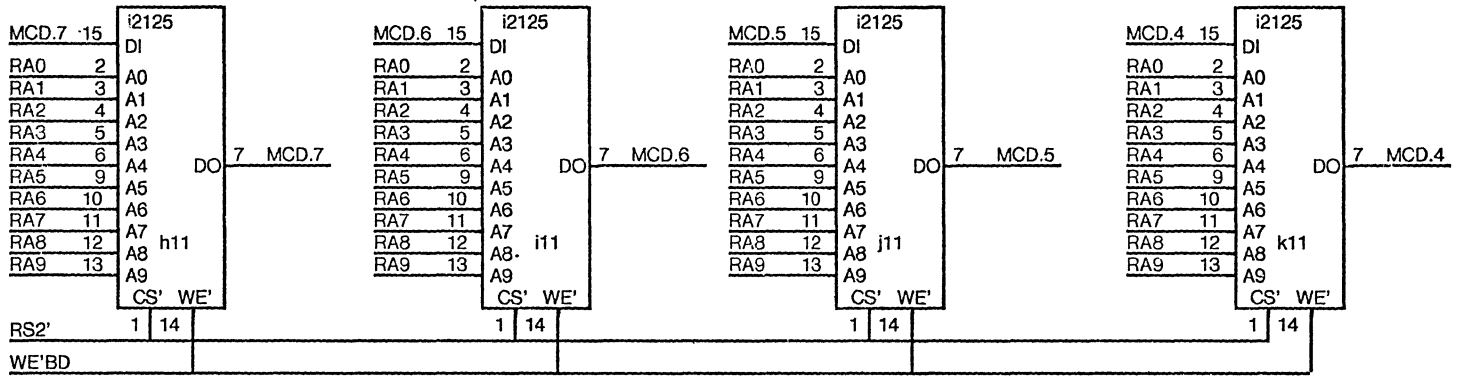 i2125 i2125 i2125 i2125
MCD.7 15 MCD.6 15 MCD.5 15 MCD.4 15
DI DI DI DI
RA0 2 RA0 2 RA0 2 RA0 2
A0 A0 A0 A0
RA1 3 RA1 3 RA1 3 RA1 3
A1 A1 A1 A1
RA2 4 RA2 4 RA2 4 RA2 4
A2 A2 A2 A2
RA3 5 RA3 5 RA3 5 RA3 5
A3 A3 A3 A3
RA4 6 RA4 6 RA4 6 RA4 6
A4 DO 7 MCD.7 A4 DO 7 MCD.6 A4 DO 7 MCD.5 A4 DO 7 MCD.4
RA5 9 RA5 9 RA5 9 RA5 9
A5 A5 A5 A5
RA6 10 RA6 10 RA6 10 RA6 10
A6 A6 A6 A6
RA7 11 RA7 11 RA7 11 RA7 11
A7 A7 A7 A7
RA8 12 h11 RA8 12 i11 RA8 12 j11 RA8 12 k11
A8 A8 A8 A8
RA9 13 RA9 13 RA9 13 RA9 13
A9 A9 A9 A9
CS' WE' CS' WE' CS' WE' CS' WE'
RS2' 1 14 1 14 1 14 1 14
WE'BD